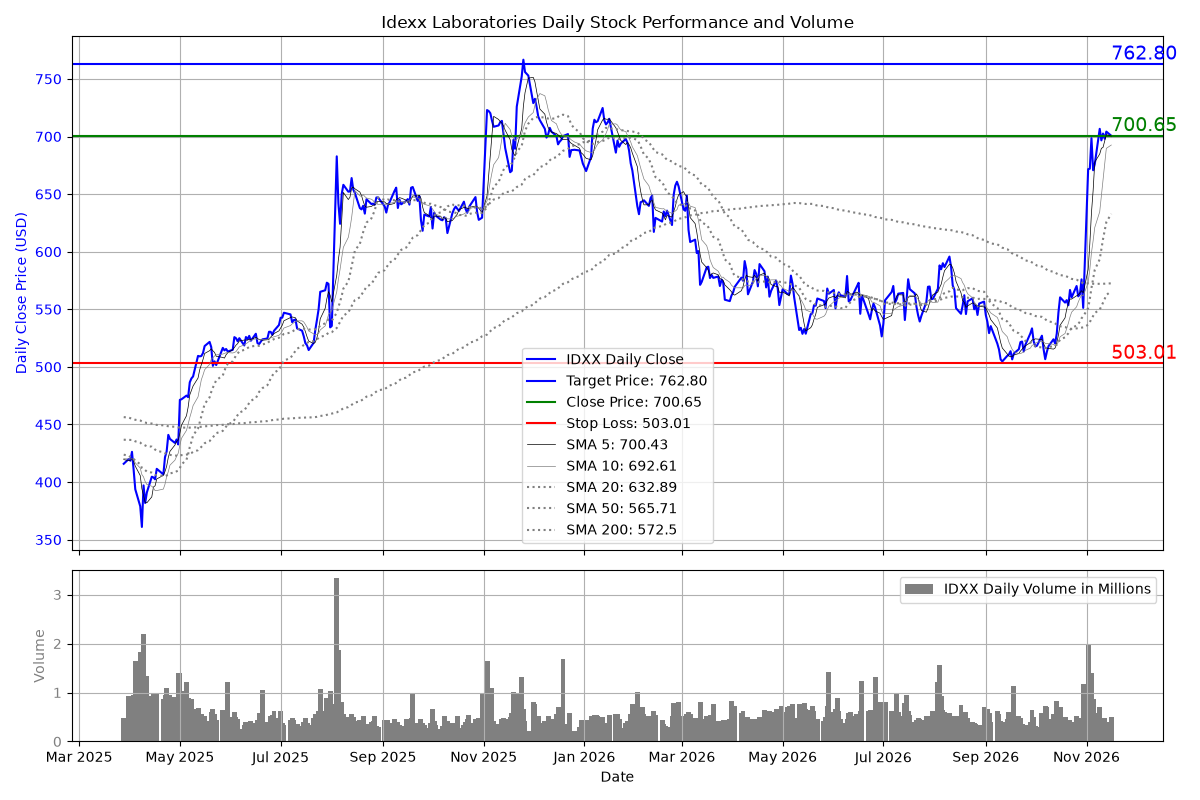 Idexx Laboratories Daily Stock Performance and Volume
762.80
750
700.65
700
650
Daily Close Price (USD)
600
550
503.01
500
450
400
350
IDXX Daily Close
Target Price: 762.80
Close Price: 700.65
Stop Loss: 503.01
SMA 5: 700.43
SMA 10: 692.61
SMA 20: 632.89
SMA 50: 565.71
SMA 200: 572.5
IDXX Daily Volume in Millions
3
2
Volume
1
0
Mar 2025 May 2025 Jul 2025 Sep 2025 Nov 2025 Jan 2026 Mar 2026 May 2026 Jul 2026 Sep 2026 Nov 2026
Date